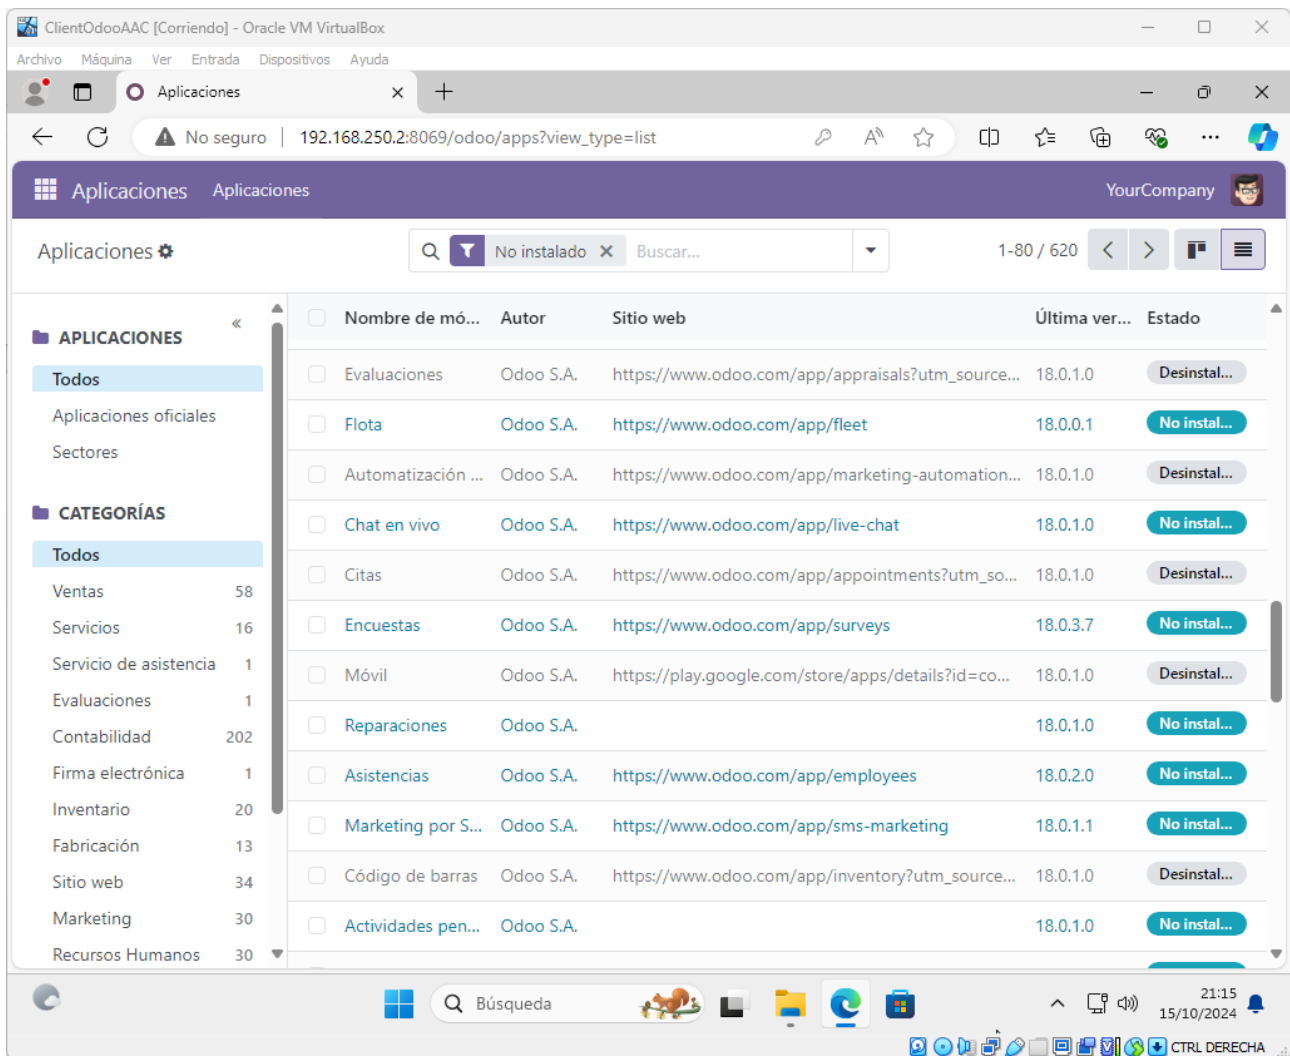 ClientOdooAAC [Corriendo] - Oracle VM VirtualBox
Archivo Máquina Ver Entrada Dispositivos Ayuda
Aplicaciones
No seguro | 192.168.250.2:8069/odoo/apps?view_type=list
Aplicaciones Aplicaciones YourCompany
Aplicaciones No instalado Buscar... 1-80 / 620
APLICACIONES
Todos
Aplicaciones oficiales
Sectores
CATEGORÍAS
Todos
Ventas 58
Servicios 16
Servicio de asistencia 1
Evaluaciones 1
Contabilidad 202
Firma electrónica 1
Inventario 20
Fabricación 13
Sitio web 34
Marketing 30
Recursos Humanos 30
Nombre de mó... Autor Sitio web Última ver... Estado
Evaluaciones Odoo S.A. https://www.odoo.com/app/appraisals?utm_source... 18.0.1.0 Desinstal...
Flota Odoo S.A. https://www.odoo.com/app/fleet 18.0.0.1 No instal...
Automatización ... Odoo S.A. https://www.odoo.com/app/marketing-automation... 18.0.1.0 Desinstal...
Chat en vivo Odoo S.A. https://www.odoo.com/app/live-chat 18.0.1.0 No instal...
Citas Odoo S.A. https://www.odoo.com/app/appointments?utm_so... 18.0.1.0 Desinstal...
Encuestas Odoo S.A. https://www.odoo.com/app/surveys 18.0.3.7 No instal...
Móvil Odoo S.A. https://play.google.com/store/apps/details?id=co... 18.0.1.0 Desinstal...
Reparaciones Odoo S.A. 18.0.1.0 No instal...
Asistencias Odoo S.A. https://www.odoo.com/app/employees 18.0.2.0 No instal...
Marketing por S... Odoo S.A. https://www.odoo.com/app/sms-marketing 18.0.1.1 No instal...
Código de barras Odoo S.A. https://www.odoo.com/app/inventory?utm_source... 18.0.1.0 Desinstal...
Actividades pen... Odoo S.A. 18.0.1.0 No instal...
Búsqueda
21:15
15/10/2024
CTRL DERECHA